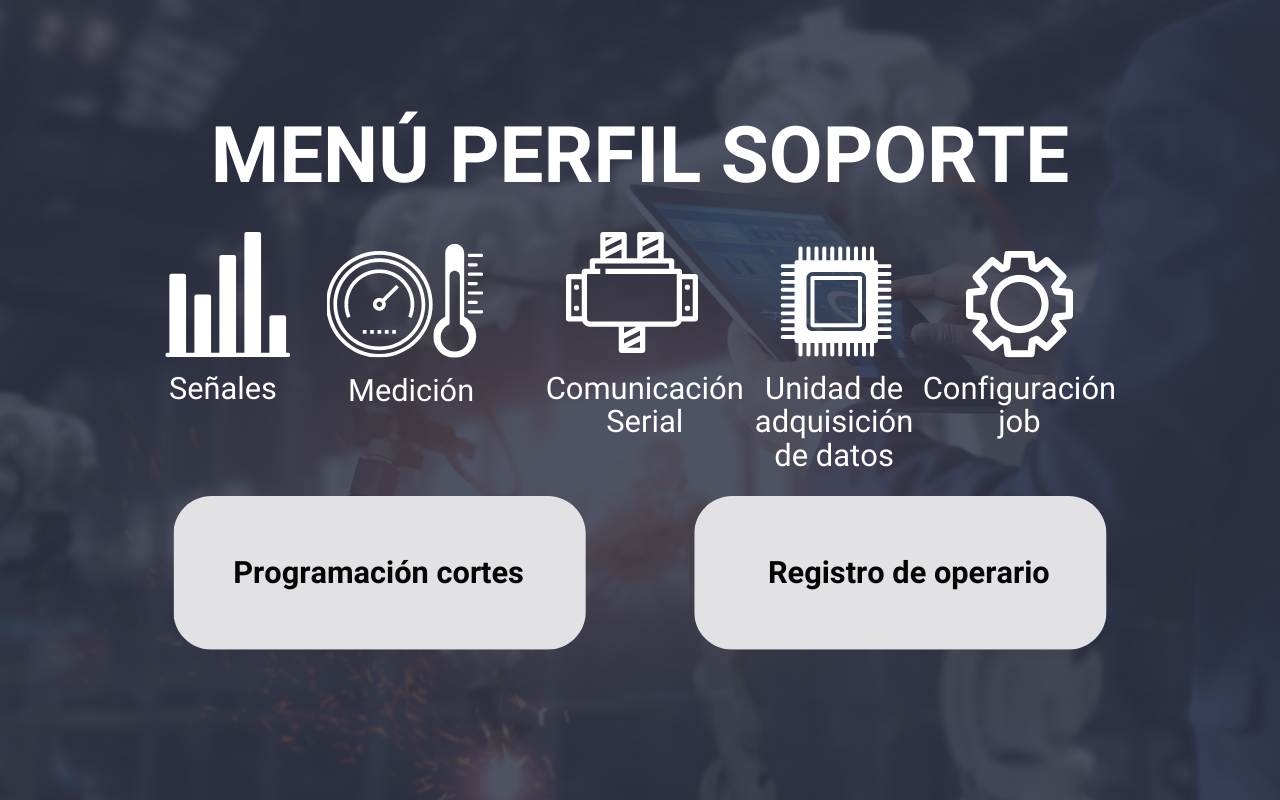 MENÚ PERFIL SOPORTE
Señales
Medición
Comunicación
Serial
Unidad de
adquisición
de datos
Configuración
job
Programación cortes
Registro de operario